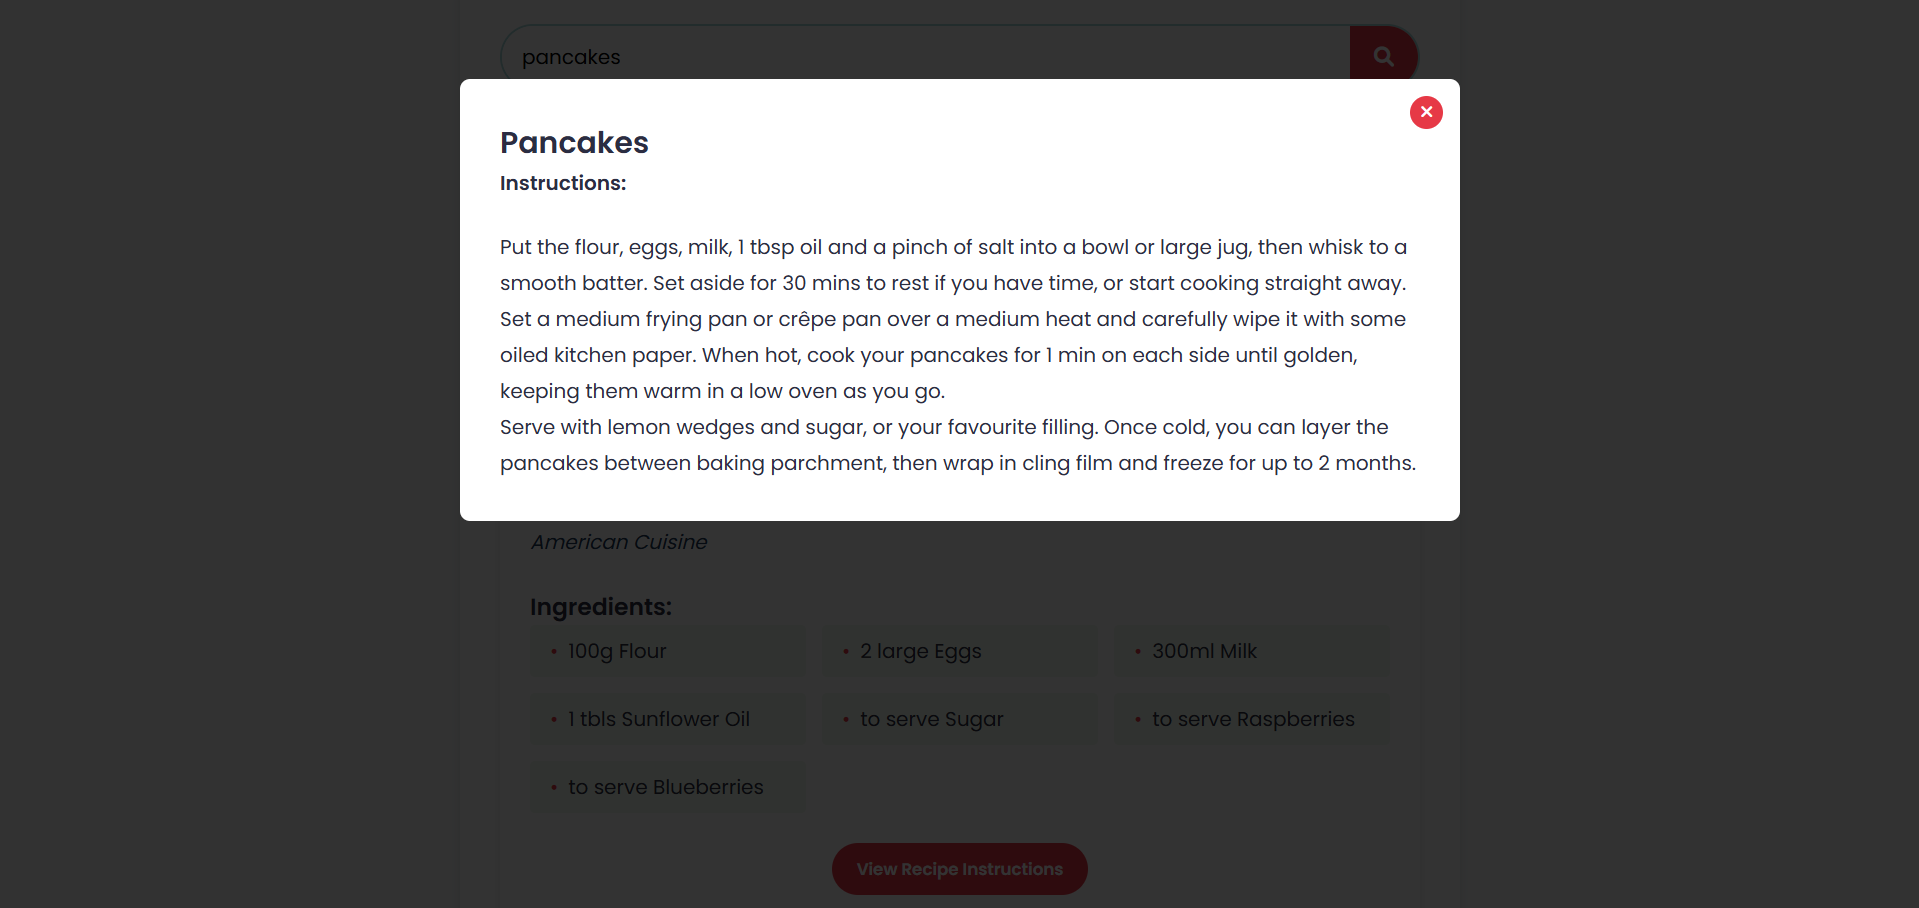 pancakes
Pancakes
Instructions:
Put the flour, eggs, milk, 1 tbsp oil and a pinch of salt into a bowl or large jug, then whisk to a
smooth batter. Set aside for 30 mins to rest if you have time, or start cooking straight away.
Set a medium frying pan or crêpe pan over a medium heat and carefully wipe it with some
oiled kitchen paper. When hot, cook your pancakes for 1 min on each side until golden,
keeping them warm in a low oven as you go.
Serve with lemon wedges and sugar, or your favourite filling. Once cold, you can layer the
pancakes between baking parchment, then wrap in cling film and freeze for up to 2 months.
American Cuisine
Ingredients:
• 100g Flour
• 2 large Eggs
• 300ml Milk
• 1 tbls Sunflower Oil
• to serve Sugar
• to serve Raspberries
• to serve Blueberries
View Recipe Instructions